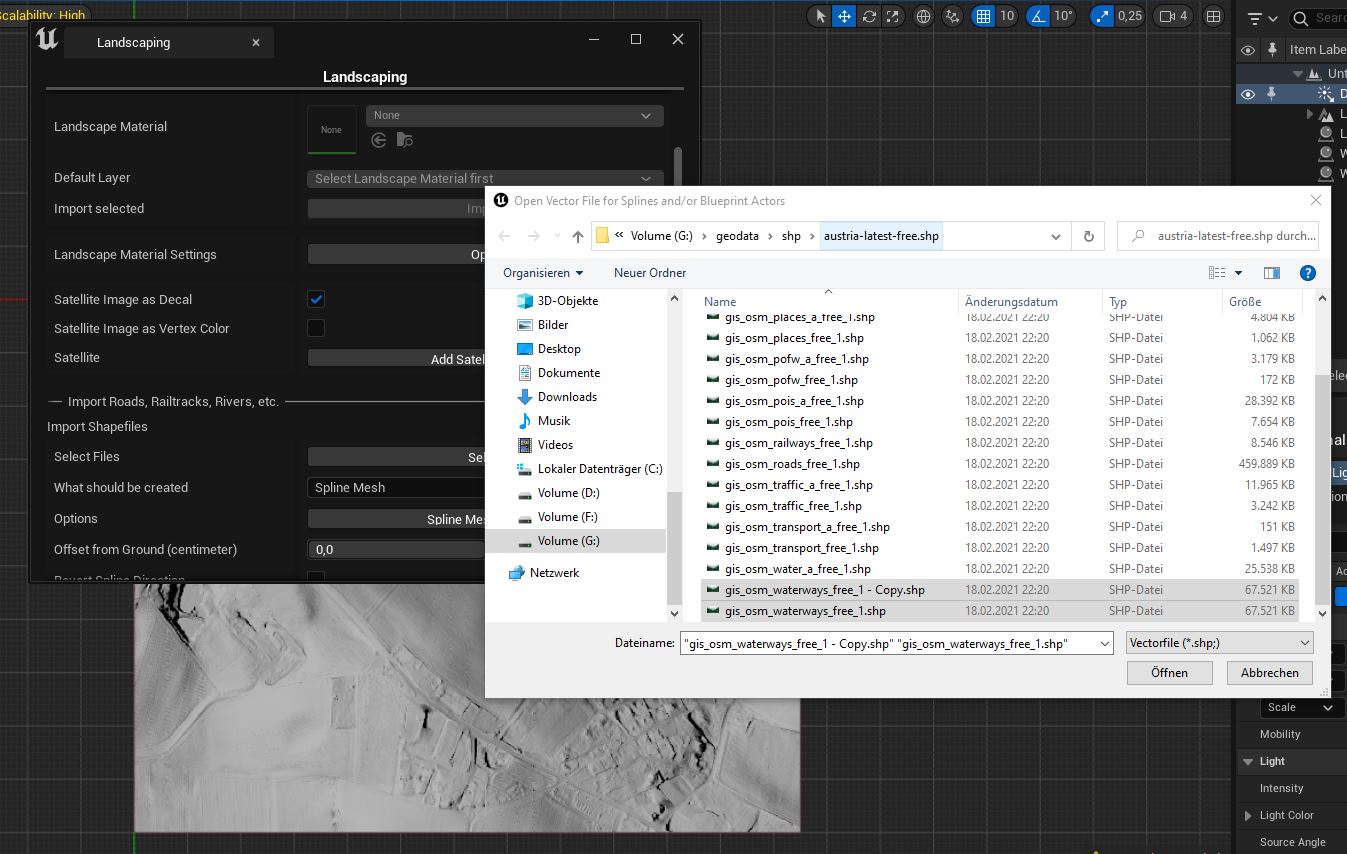 Scalability: High
Landscaping
Landscaping
Landscape Material
None
None
Default Layer
Select Landscape Material first
Import selected
Landscape Material Settings
Satellite Image as Decal
Satellite Image as Vertex Color
Satellite
Import Roads, Railtracks, Rivers, etc.
Import Shapefiles
Select Files
What should be created
Spline Mesh
Options
Offset from Ground (centimeter)
0,0
Revert Spline Direction
10
10°
0,25
4
Open Vector File for Splines and/or Blueprint Actors
« Volume (G:) › geodata › shp › austria-latest-free.shp
austria-latest-free.shp durch...
Organisieren
Neuer Ordner
3D-Objekte
Bilder
Desktop
Dokumente
Downloads
Musik
Videos
Lokaler Datenträger (C:)
Volume (D:)
Volume (F:)
Volume (G:)
Netzwerk
Name Änderungsdatum Typ Größe
gis_osm_places_a_free_1.shp 18.02.2021 22:20 SHP-Datei 4.804 KB
gis_osm_places_free_1.shp 18.02.2021 22:20 SHP-Datei 1.062 KB
gis_osm_pofw_a_free_1.shp 18.02.2021 22:20 SHP-Datei 3.179 KB
gis_osm_pofw_free_1.shp 18.02.2021 22:20 SHP-Datei 172 KB
gis_osm_pois_a_free_1.shp 18.02.2021 22:20 SHP-Datei 28.392 KB
gis_osm_pois_free_1.shp 18.02.2021 22:20 SHP-Datei 7.654 KB
gis_osm_railways_free_1.shp 18.02.2021 22:20 SHP-Datei 8.546 KB
gis_osm_roads_free_1.shp 18.02.2021 22:20 SHP-Datei 459.889 KB
gis_osm_traffic_a_free_1.shp 18.02.2021 22:20 SHP-Datei 11.965 KB
gis_osm_traffic_free_1.shp 18.02.2021 22:20 SHP-Datei 3.242 KB
gis_osm_transport_a_free_1.shp 18.02.2021 22:20 SHP-Datei 151 KB
gis_osm_transport_free_1.shp 18.02.2021 22:20 SHP-Datei 1.497 KB
gis_osm_water_a_free_1.shp 18.02.2021 22:20 SHP-Datei 25.538 KB
gis_osm_waterways_free_1 - Copy.shp 18.02.2021 22:20 SHP-Datei 67.521 KB
gis_osm_waterways_free_1.shp 18.02.2021 22:20 SHP-Datei 67.521 KB
Dateiname: "gis_osm_waterways_free_1 - Copy.shp" "gis_osm_waterways_free_1.shp"
Vectorfile (*.shp;)
Öffnen
Abbrechen
Scale
Mobility
Light
Intensity
Light Color
Source Angle